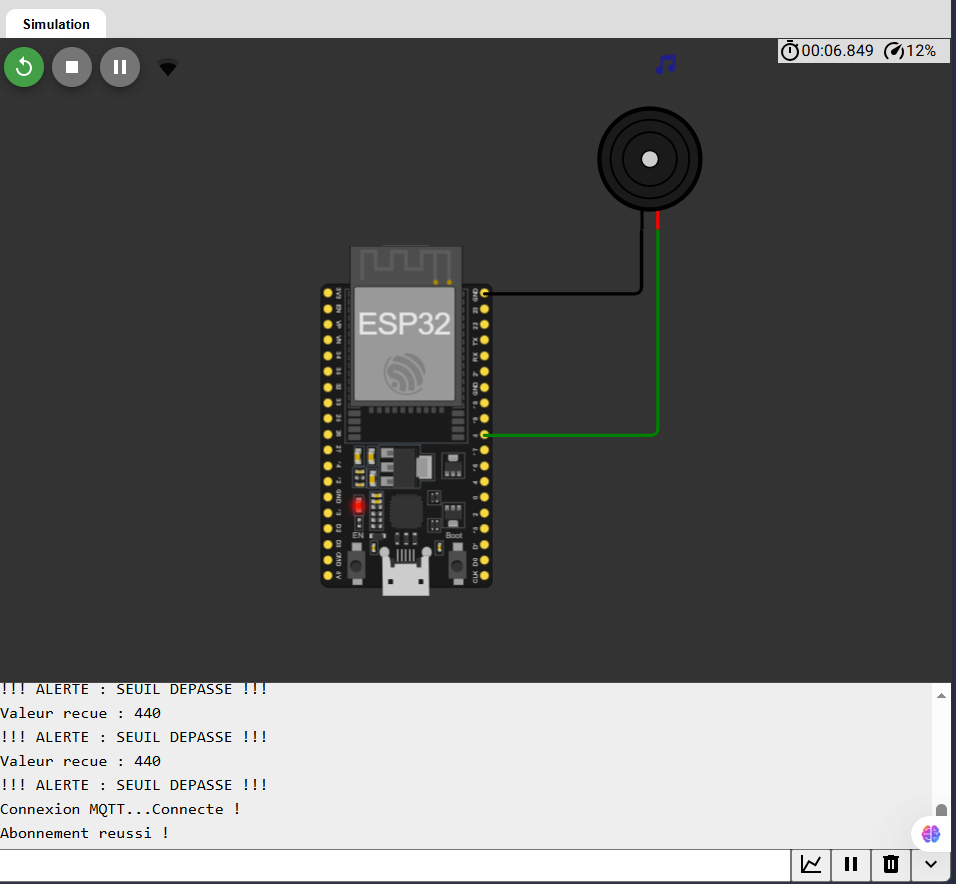 Simulation
00:06.849 12%
ESP32
EN Boot
!!! ALERTE : SEUIL DEPASSE !!!
Valeur recue : 440
!!! ALERTE : SEUIL DEPASSE !!!
Valeur recue : 440
!!! ALERTE : SEUIL DEPASSE !!!
Connexion MQTT...Connecte !
Abonnement reussi !